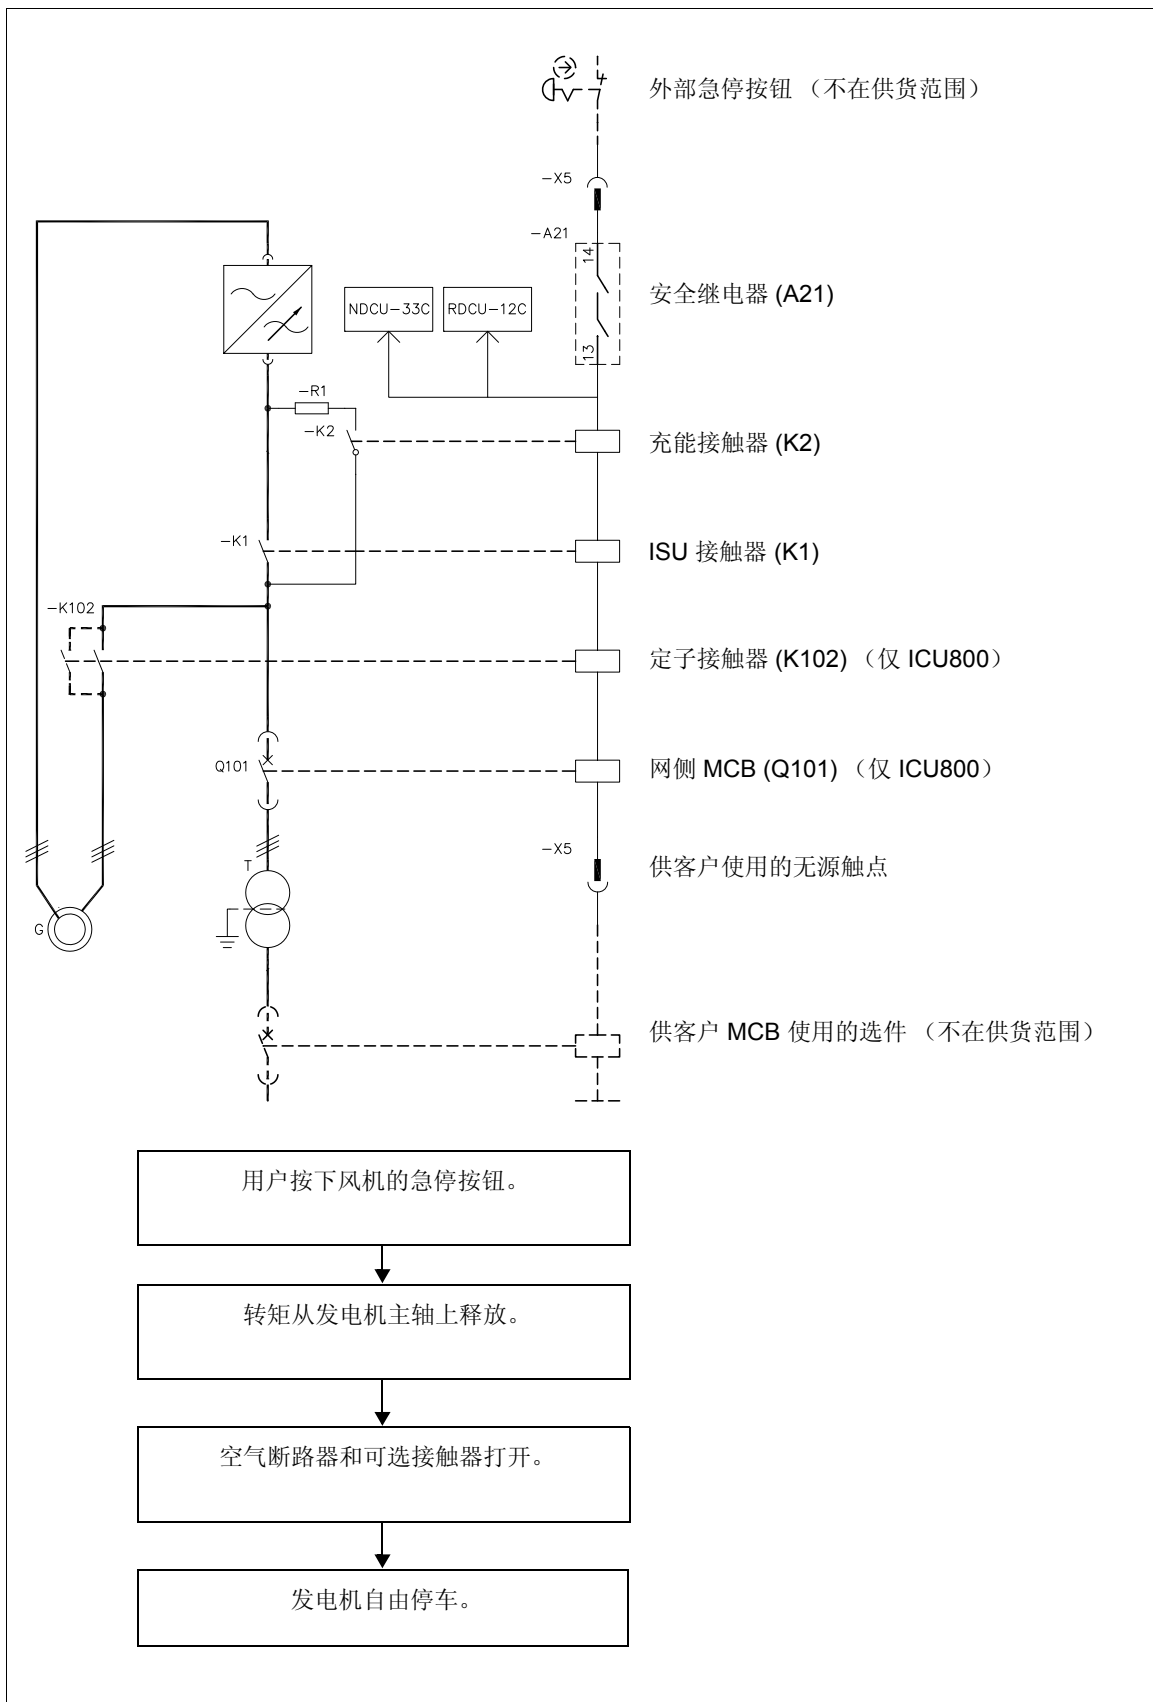 外部急停按钮 （不在供货范围）
-X5
-A21
14
安全继电器 (A21)
NDCU-33C
RDCU-12C
13
-R1
-K2
充能接触器 (K2)
-K1
ISU 接触器 (K1)
-K102
定子接触器 (K102) （仅 ICU800）
Q101
网侧 MCB (Q101) （仅 ICU800）
-X5
T
供客户使用的无源触点
G
供客户 MCB 使用的选件 （不在供货范围）
用户按下风机的急停按钮。
转矩从发电机主轴上释放。
空气断路器和可选接触器打开。
发电机自由停车。